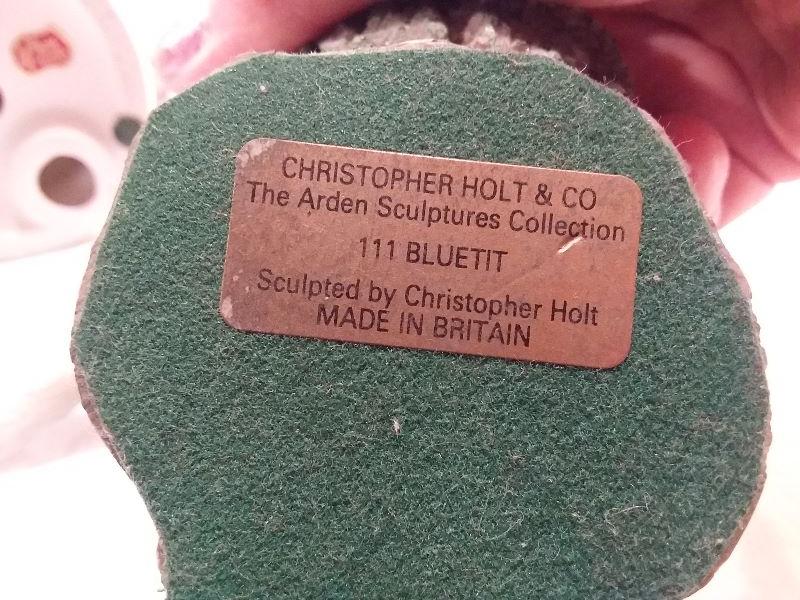 CHRISTOPHER HOLT & CO
The Arden Sculptures Collection
111 BLUETIT
Sculpted by Christopher Holt
MADE IN BRITAIN